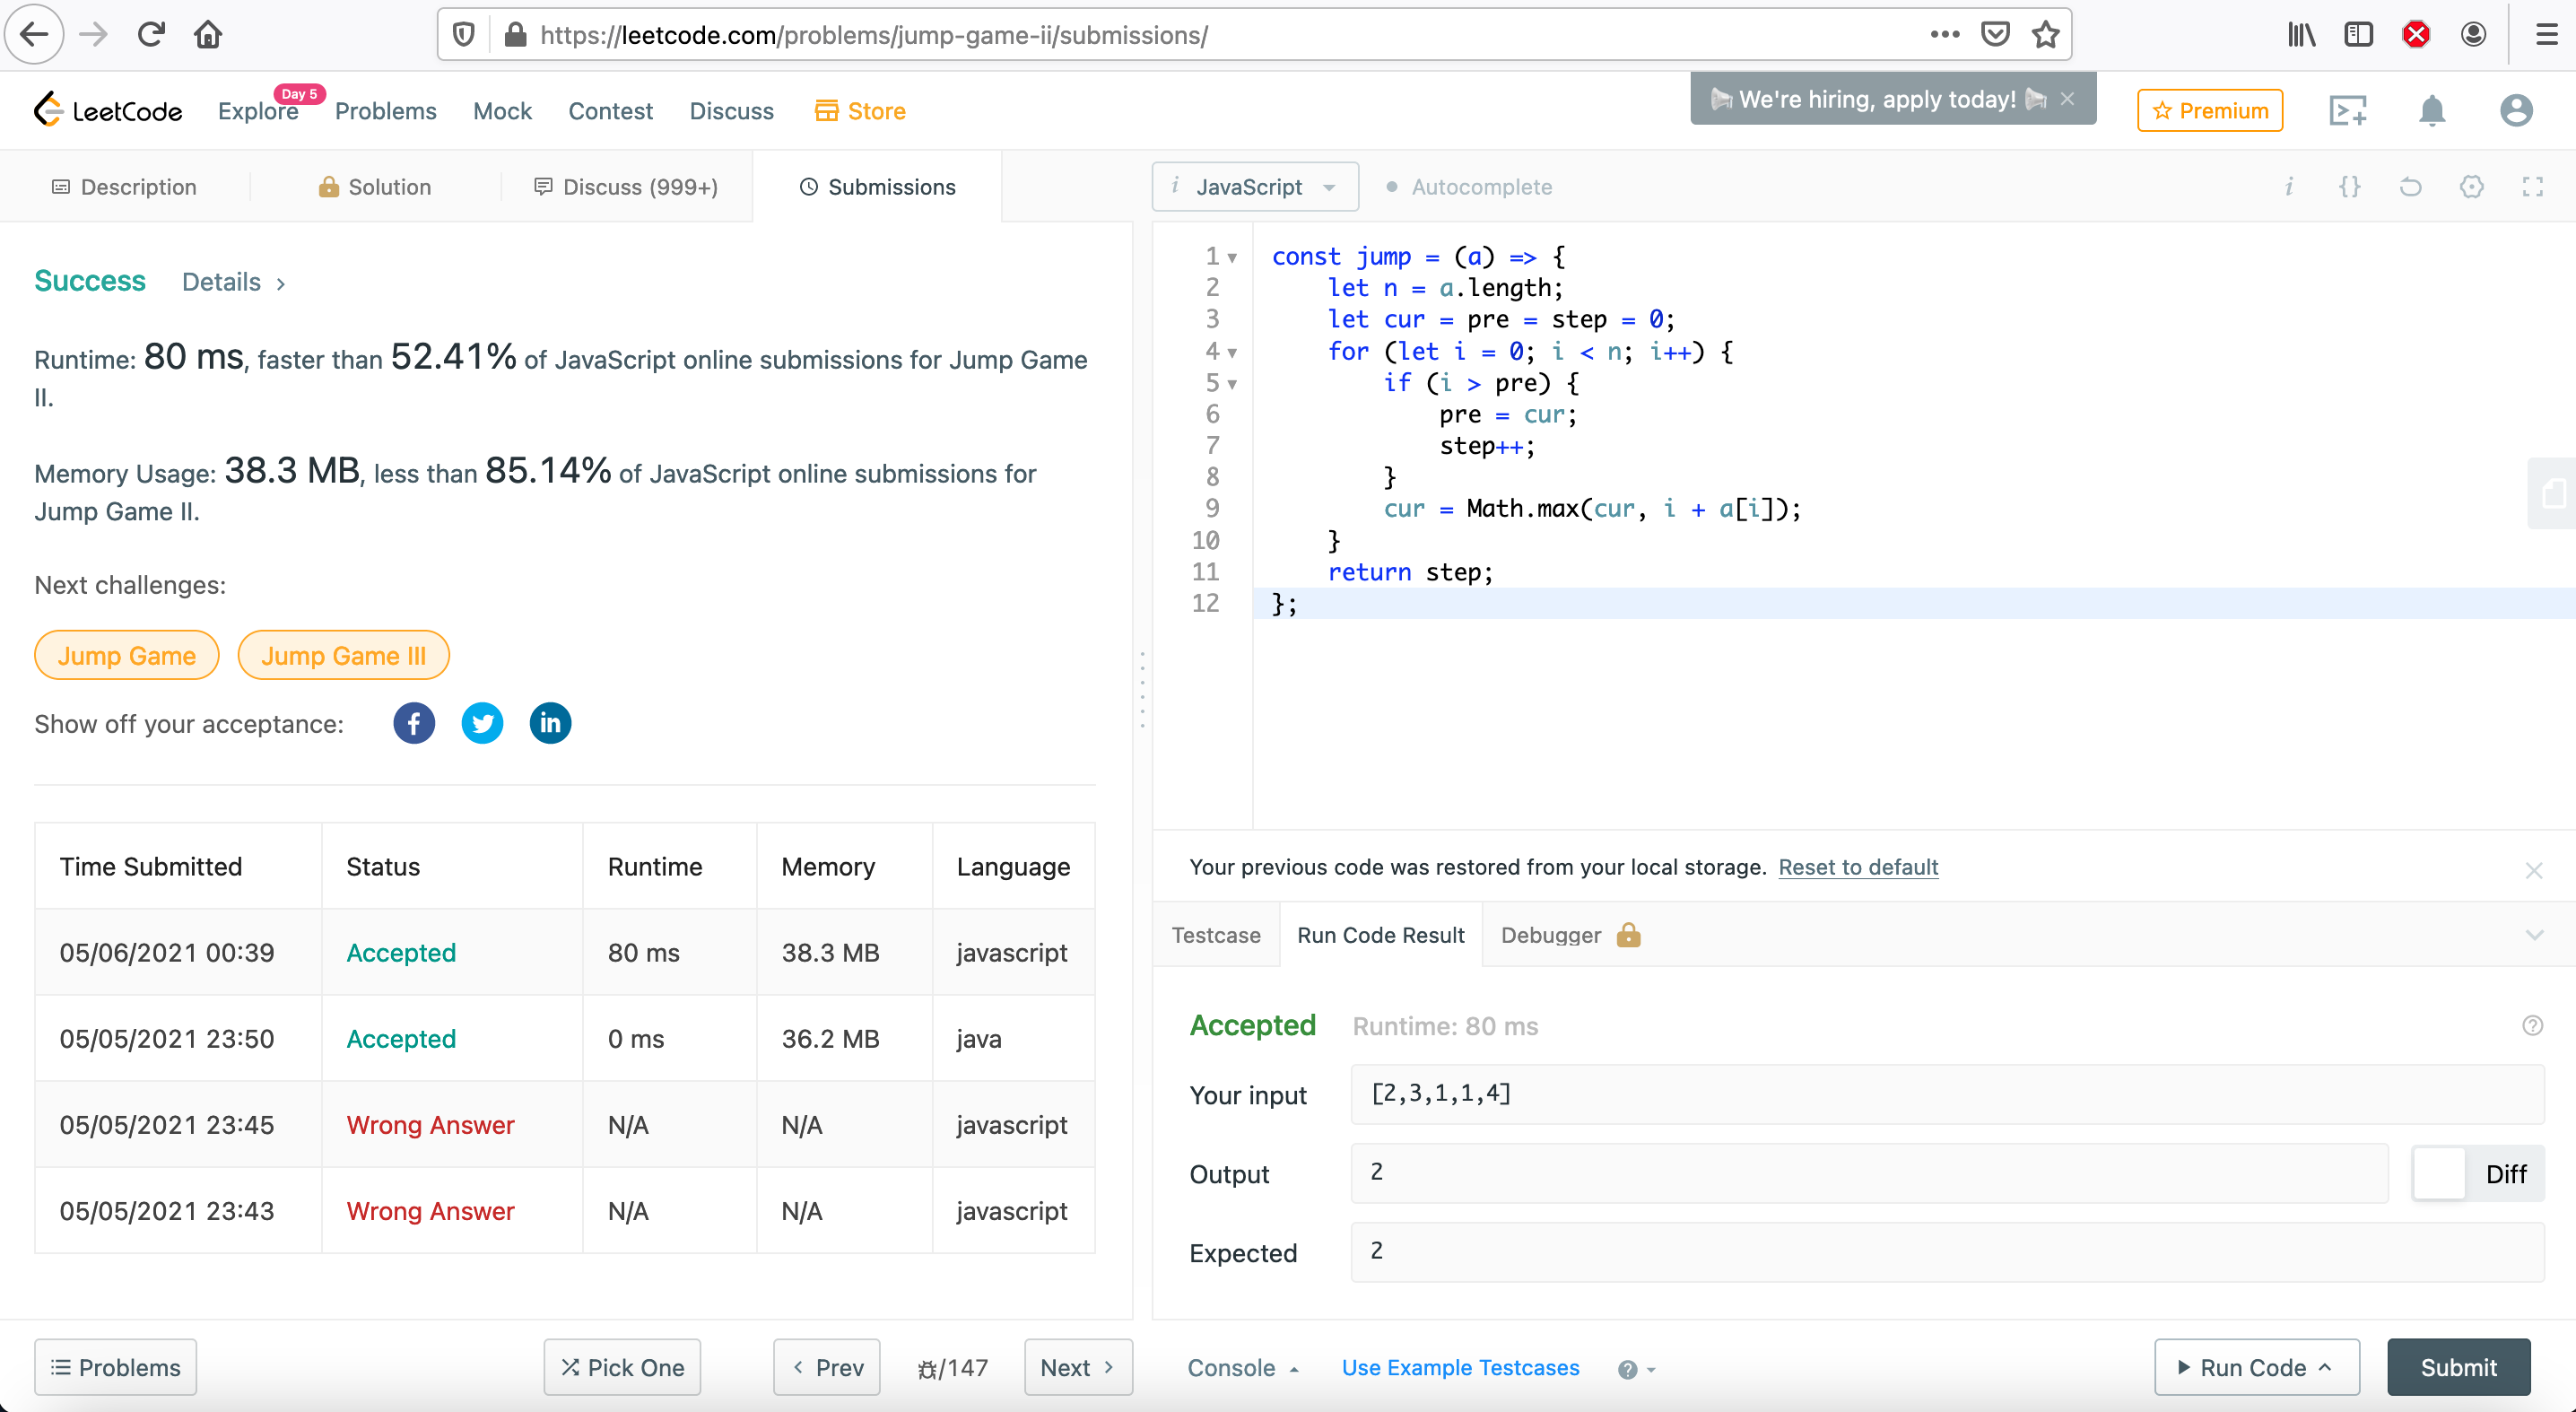 https://leetcode.com/problems/jump-game-ii/submissions/
LeetCode
Explore
Day 5
Problems
Mock
Contest
Discuss
Store
We're hiring, apply today!
Premium
Description
Solution
Discuss (999+)
Submissions
Success
Details
Runtime: 80 ms, faster than 52.41% of JavaScript online submissions for Jump Game
II.
Memory Usage: 38.3 MB, less than 85.14% of JavaScript online submissions for
Jump Game II.
Next challenges:
Jump Game
Jump Game III
Show off your acceptance:
Time Submitted Status Runtime Memory Language
05/06/2021 00:39 Accepted 80 ms 38.3 MB javascript
05/05/2021 23:50 Accepted 0 ms 36.2 MB java
05/05/2021 23:45 Wrong Answer N/A N/A javascript
05/05/2021 23:43 Wrong Answer N/A N/A javascript
Problems
Pick One
Prev
/147
Next
i JavaScript
Autocomplete
i {}
1 const jump = (a) => {
2 let n = a.length;
3 let cur = pre = step = 0;
4 for (let i = 0; i < n; i++) {
5 if (i > pre) {
6 pre = cur;
7 step++;
8 }
9 cur = Math.max(cur, i + a[i]);
10 }
11 return step;
12 };
Your previous code was restored from your local storage. Reset to default
Testcase
Run Code Result
Debugger
Accepted
Runtime: 80 ms
Your input
[2,3,1,1,4]
Output
2
Diff
Expected
2
Console
Use Example Testcases
Run Code
Submit